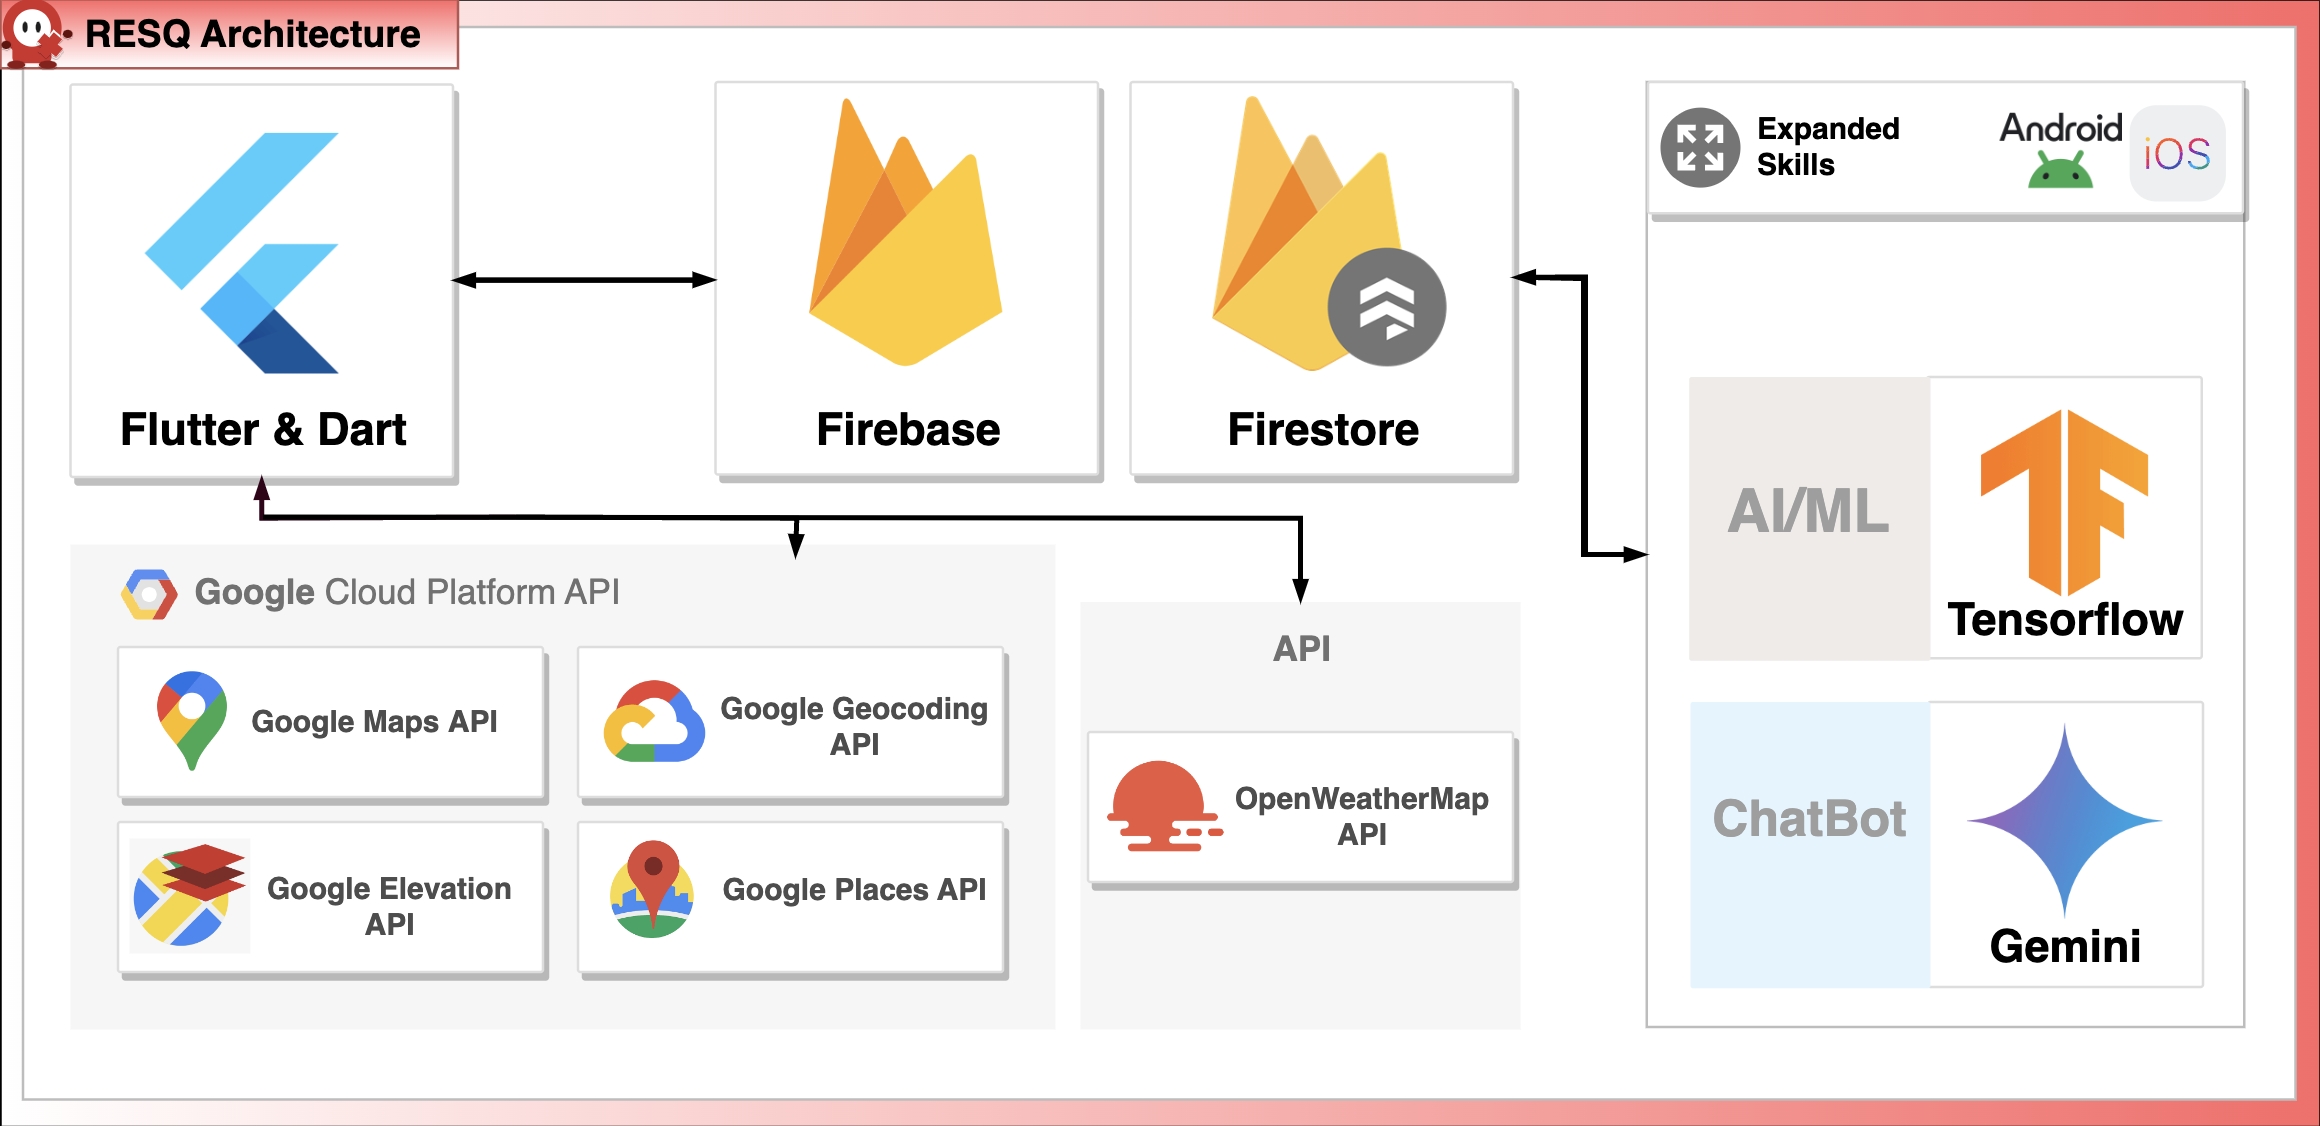 RESQ Architecture
Flutter & Dart
Firebase
Firestore
Expanded
Skills
Android
iOS
AI/ML
Tensorflow
ChatBot
Gemini
Google Cloud Platform API
Google Maps API
Google Geocoding
API
Google Elevation
API
Google Places API
API
OpenWeatherMap
API